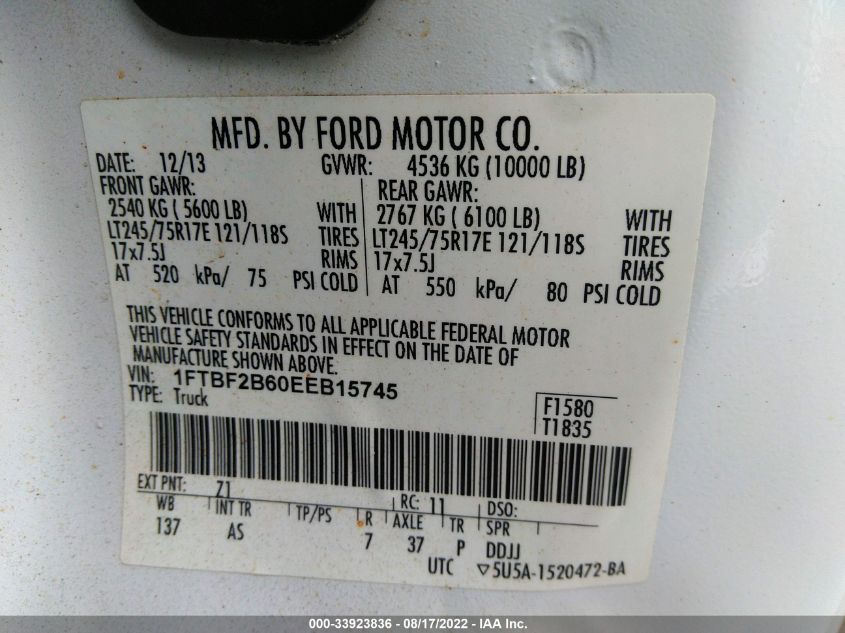 MFD. BY FORD MOTOR CO.
DATE: 12/13 GVWR: 4536 KG (10000 LB)
FRONT GAWR: REAR GAWR:
2540 KG ( 5600 LB) WITH 2767 KG ( 6100 LB) WITH
LT245/75R17E 121/118S TIRES LT245/75R17E 121/118S TIRES
17x7.5J RIMS 17x7.5J RIMS
AT 520 kPa/ 75 PSI COLD AT 550 kPa/ 80 PSI COLD
THIS VEHICLE CONFORMS TO ALL APPLICABLE FEDERAL MOTOR
VEHICLE SAFETY STANDARDS IN EFFECT ON THE DATE OF
MANUFACTURE SHOWN ABOVE.
VIN: 1FTBF2B60EEB15745
TYPE: Truck
F1580
T1835
EXT PNT: Z1 RC: 11 DSO:
WB INT TR TP/PS R AXLE TR SPR
137 AS 7 37 P DDJJ
UTC ▽5U5A-1520472-BA
000-33923836 - 08/17/2022 - IAA Inc.